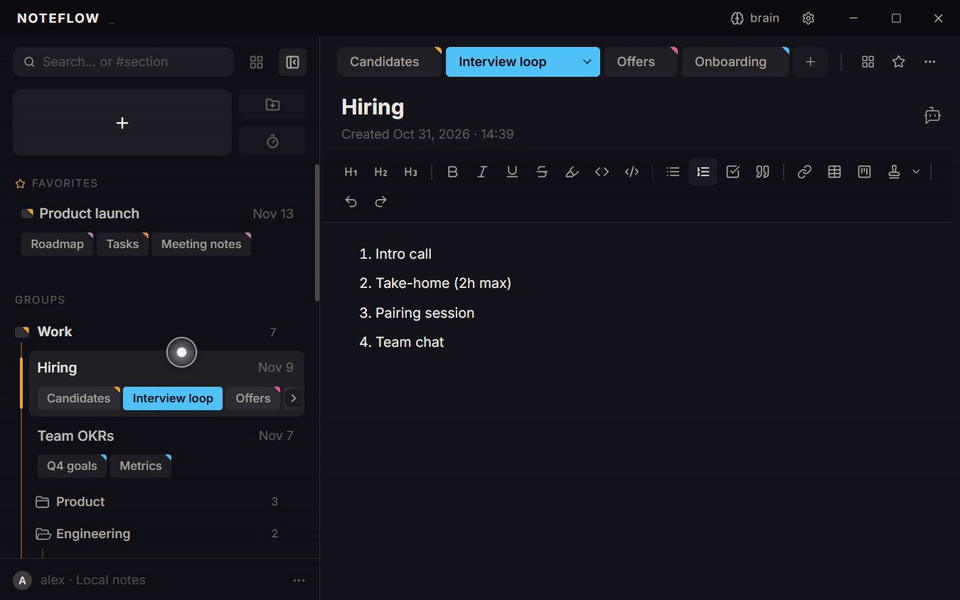 NOTEFLOW _
brain
Search... or #section
+
FAVORITES
Product launch Nov 13
Roadmap Tasks Meeting notes
GROUPS
Work 7
Hiring Nov 9
Candidates Interview loop Offers
Team OKRs Nov 7
Q4 goals Metrics
Product 3
Engineering 2
A alex · Local notes
Candidates Interview loop Offers Onboarding +
Hiring
Created Oct 31, 2026 · 14:39
H1 H2 H3 B I U S
1. Intro call
2. Take-home (2h max)
3. Pairing session
4. Team chat